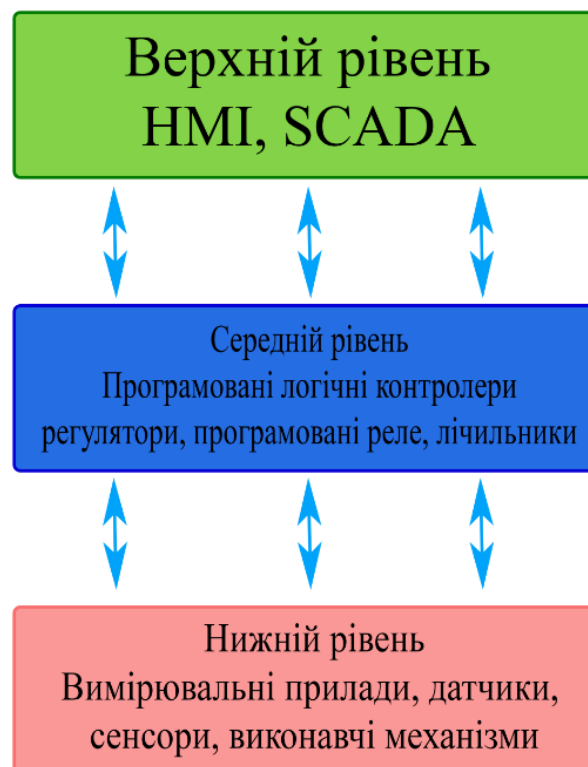 Верхній рівень
HMI, SCADA
Середній рівень
Програмовані логічні контролери
регулятори, програмовані реле, лічильники
Нижній рівень
Вимірювальні прилади, датчики,
сенсори, виконавчі механізми